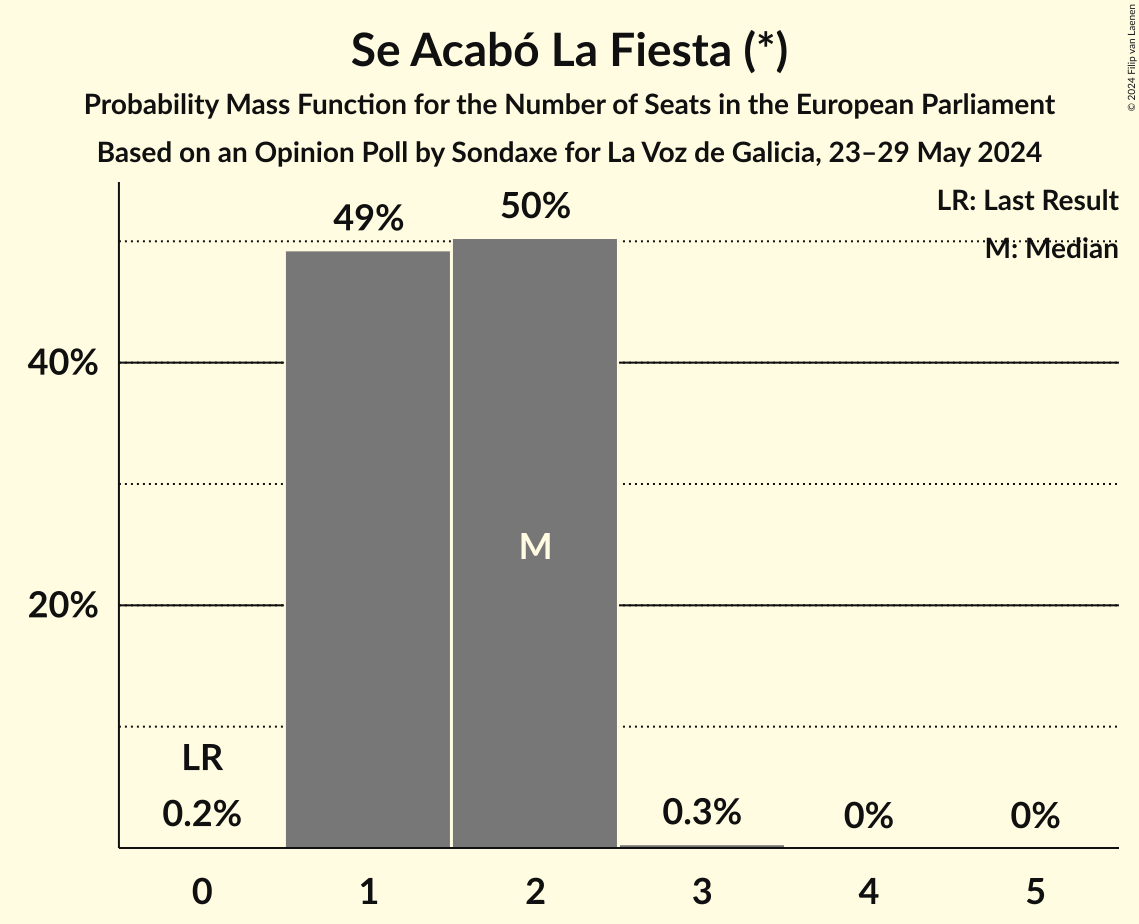 Se Acabó La Fiesta (*)
Probability Mass Function for the Number of Seats in the European Parliament
Based on an Opinion Poll by Sondaxe for La Voz de Galicia, 23–29 May 2024
© 2024 Filip van Laenen
LR: Last Result
M: Median
49%
50%
40%
M
20%
LR
0.2%
0.3%
0%
0%
0
1
2
3
4
5